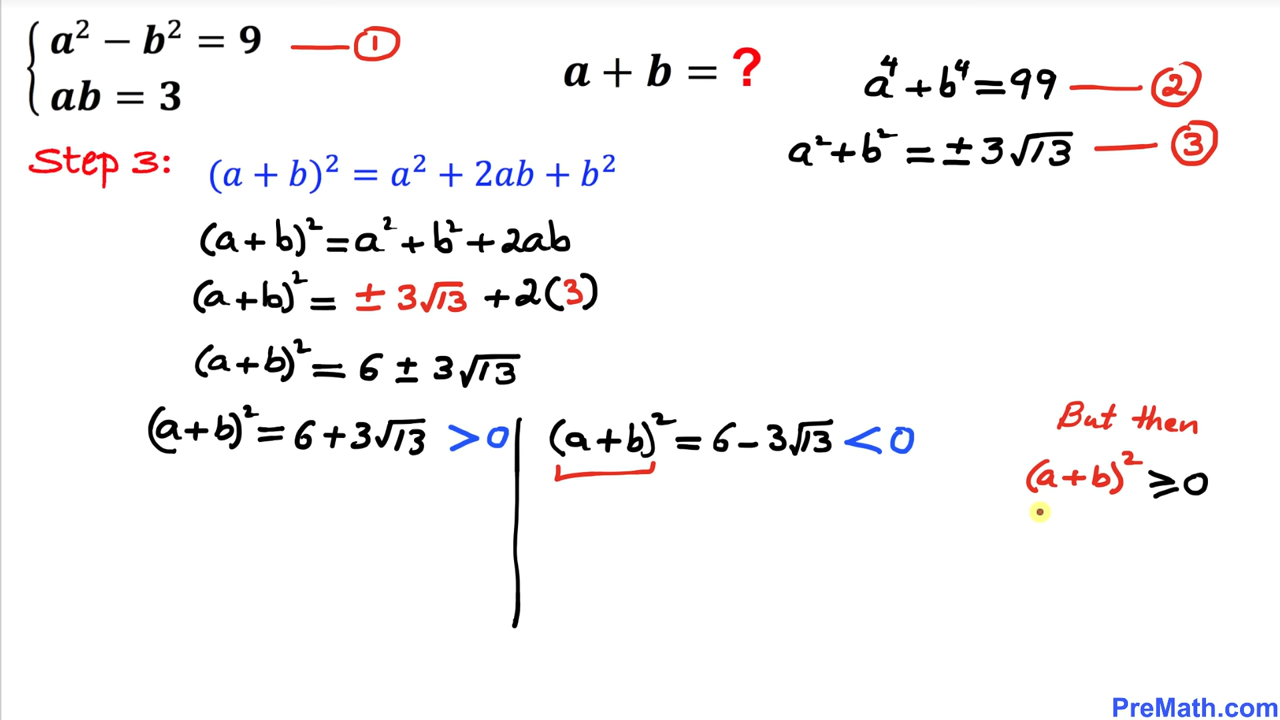 a² − b² = 9 —— ①
ab = 3
a + b = ?
a⁴ + b⁴ = 99 —— ②
a² + b² = ± 3√13 —— ③
Step 3: (a + b)² = a² + 2ab + b²
(a + b)² = a² + b² + 2ab
(a + b)² = ± 3√13 + 2(3)
(a + b)² = 6 ± 3√13
(a + b)² = 6 + 3√13 > 0
(a + b)² = 6 − 3√13 < 0
But then
(a + b)² ⩾ 0
PreMath.com